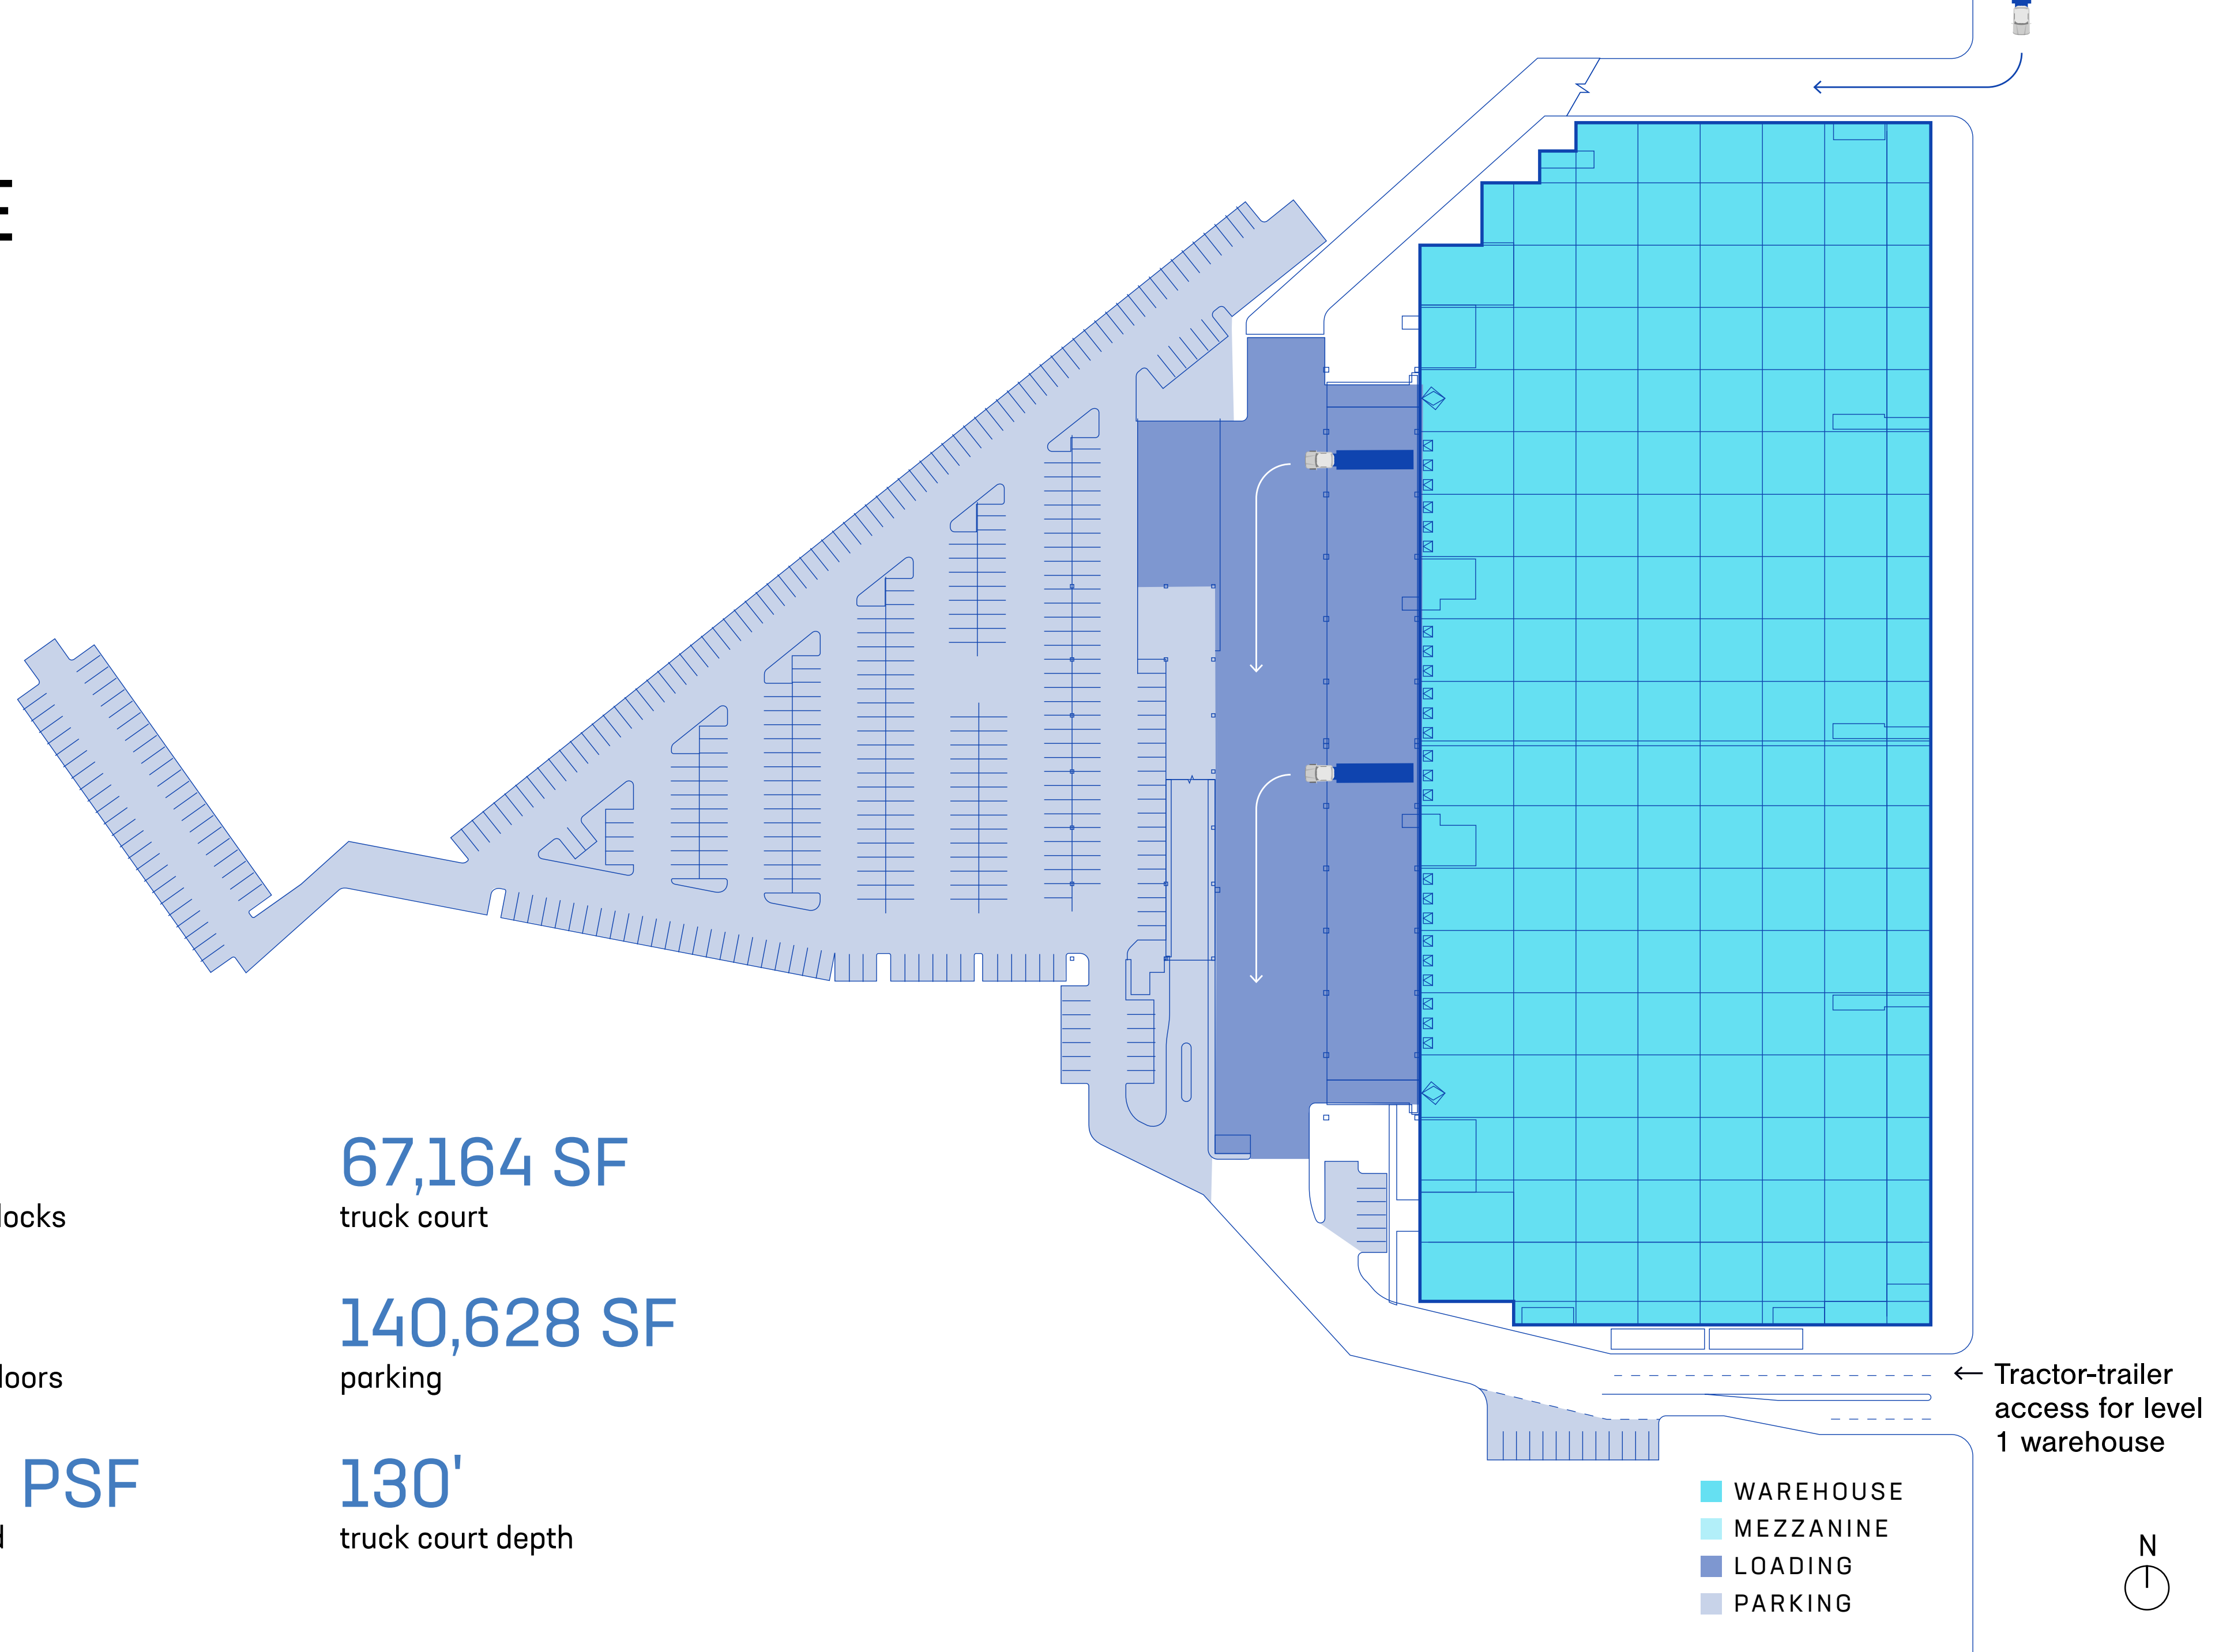 E
67,164 SF
truck court
locks
140,628 SF
parking
loors
PSF
130'
truck court depth
Tractor-trailer
access for level
1 warehouse
WAREHOUSE
MEZZANINE
LOADING
PARKING
N